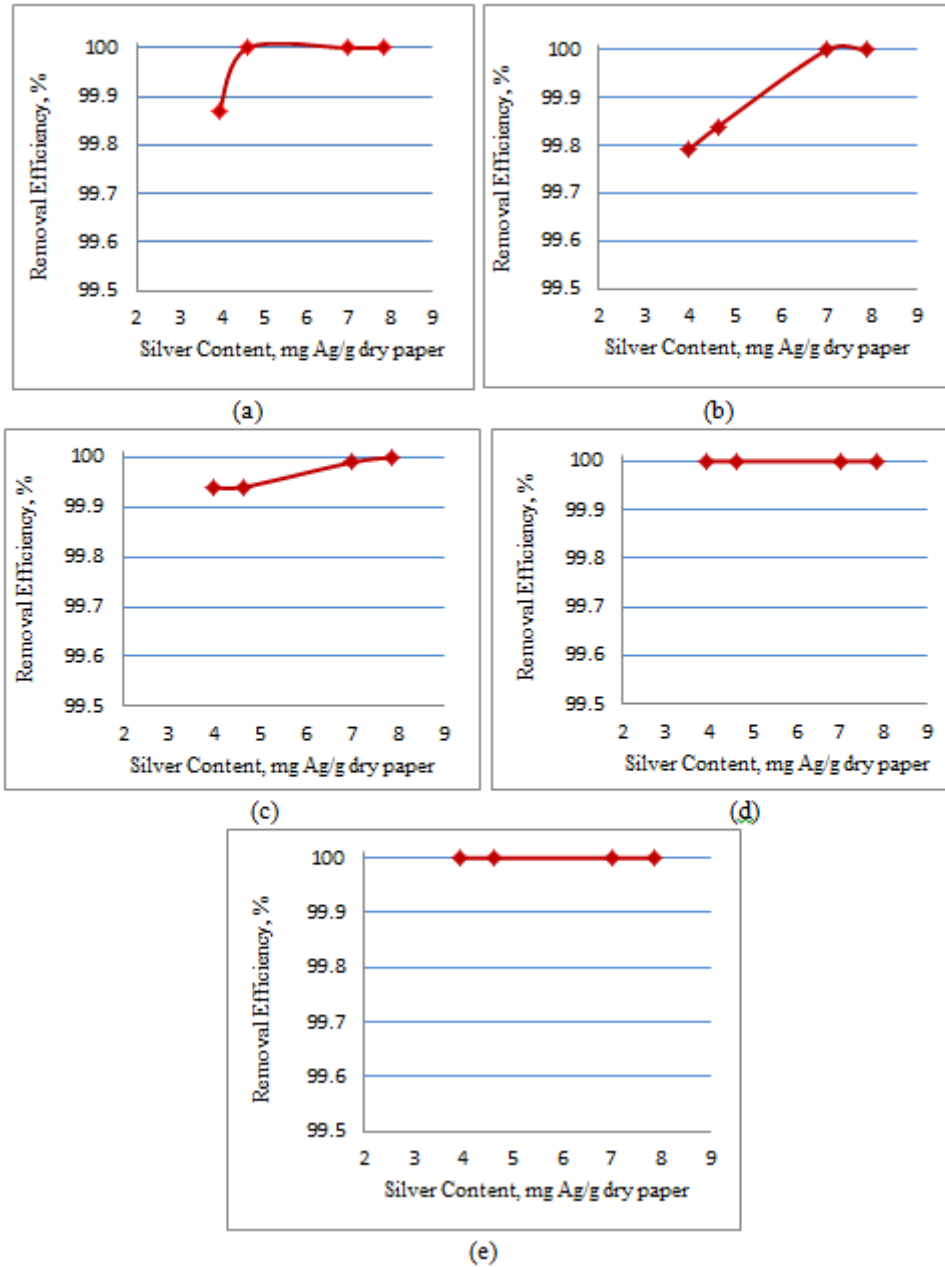 100
99.9
99.8
99.7
99.6
99.5
Removal Efficiency, %
2 3 4 5 6 7 8 9
Silver Content, mg Ag/g dry paper
(a)
100
99.9
99.8
99.7
99.6
99.5
Removal Efficiency, %
2 3 4 5 6 7 8 9
Silver Content, mg Ag/g dry paper
(b)
100
99.9
99.8
99.7
99.6
99.5
Removal Efficiency, %
2 3 4 5 6 7 8 9
Silver Content, mg Ag/g dry paper
(c)
100
99.9
99.8
99.7
99.6
99.5
Removal Efficiency, %
2 3 4 5 6 7 8 9
Silver Content, mg Ag/g dry paper
(d)
100
99.9
99.8
99.7
99.6
99.5
Removal Efficiency, %
2 3 4 5 6 7 8 9
Silver Content, mg Ag/g dry paper
(e)